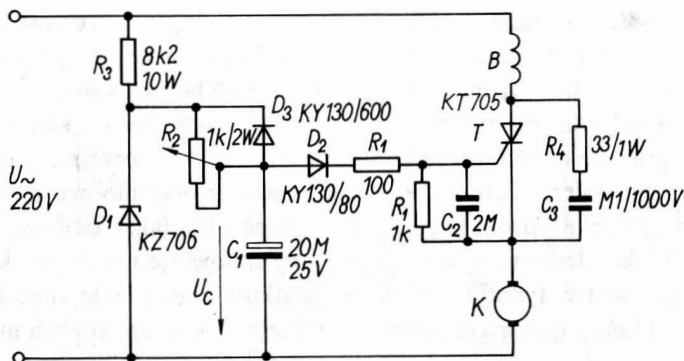 U~
220V
R3
8k2
10W
R2
1k/2W
D3 KY130/600
D2
KY130/80
R1
100
D1
KZ706
C1
20M
25V
UC
R1
1k
C2
2M
B
KT705
T
R4
33/1W
C3
M1/1000V
K